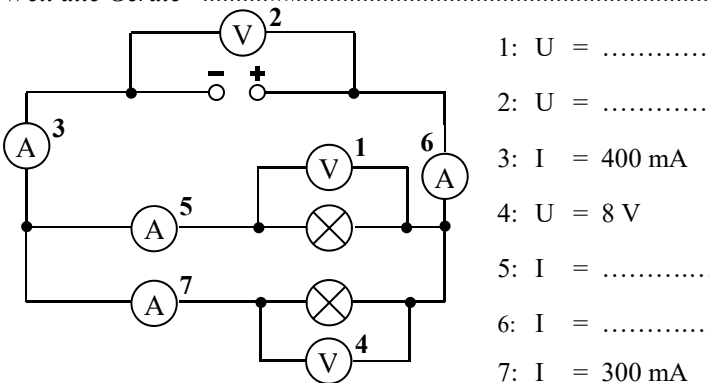 weil alle Geräte ........................................................................
2
V
− +
3
A
6
A
1
V
5
A
7
A
4
V
1: U = …………
2: U = …………
3: I = 400 mA
4: U = 8 V
5: I = …………
6: I = …………
7: I = 300 mA